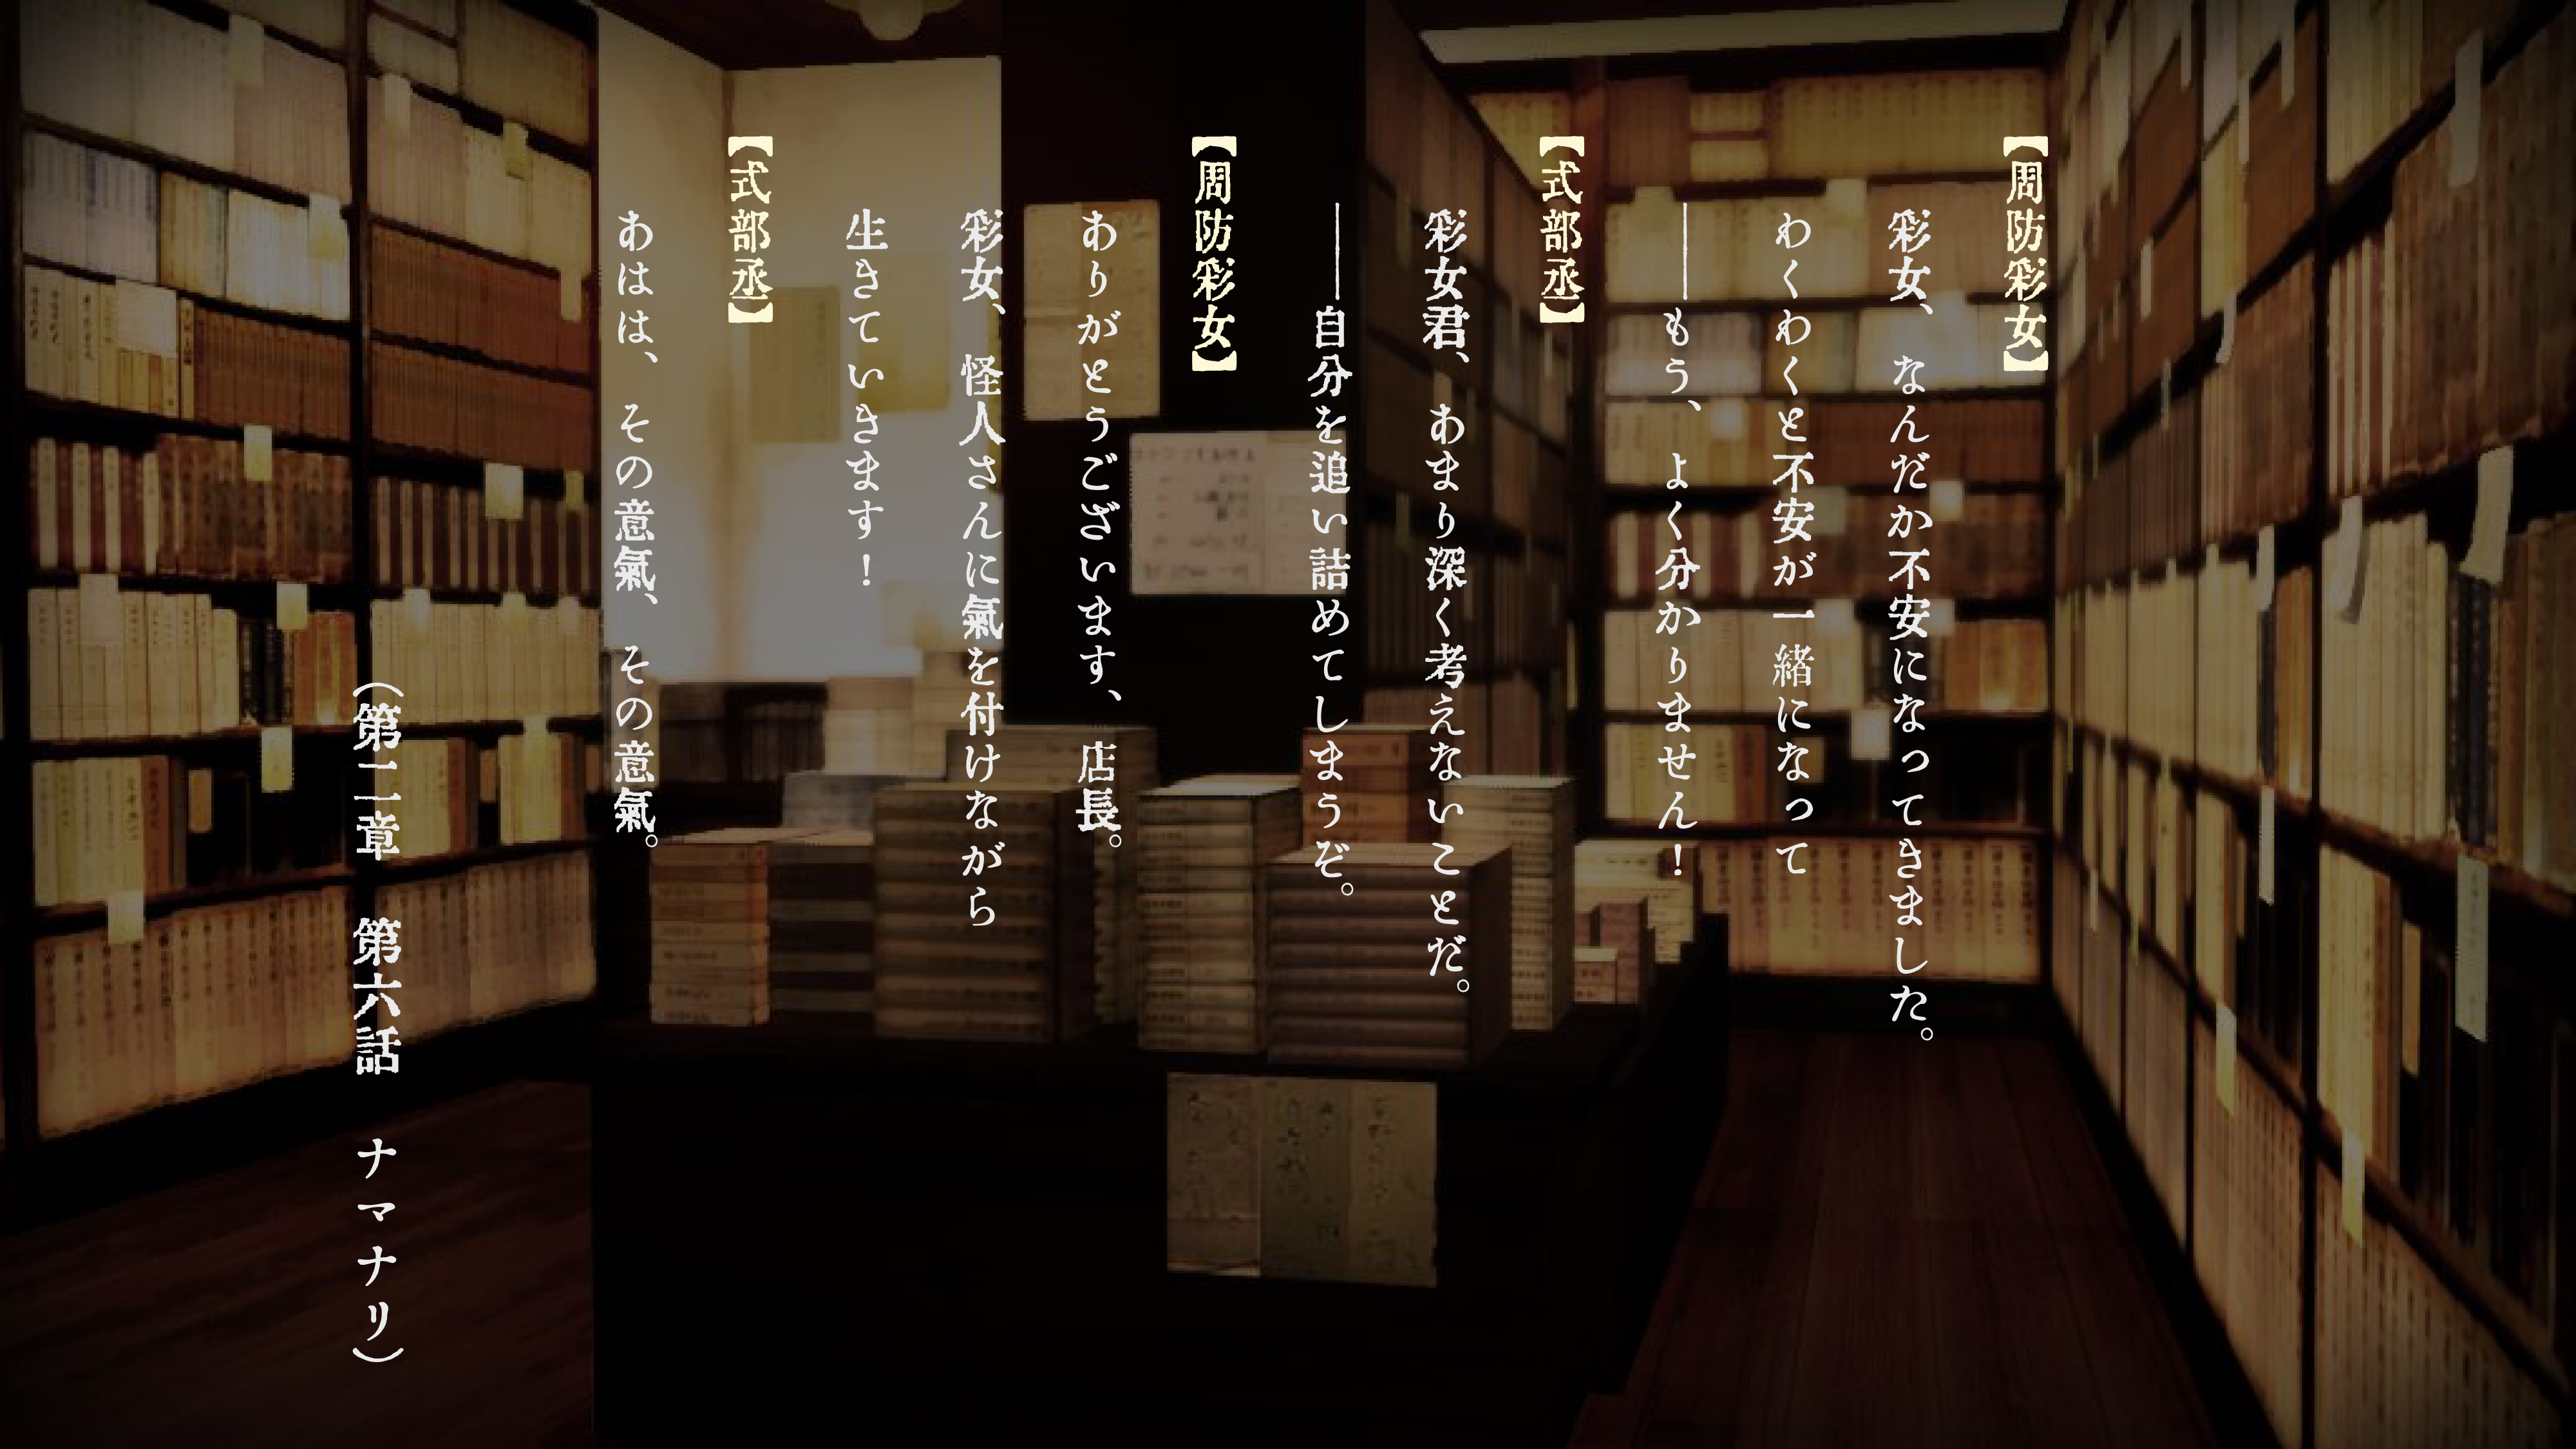 【周防彩女】
彩女、なんだか不安になってきました。
わくわくと不安が一緒になって
――もう、よく分かりません！
【式部丞】
彩女君、あまり深く考えないことだ。
――自分を追い詰めてしまうぞ。
【周防彩女】
ありがとうございます、店長。
彩女、怪人さんに氣を付けながら
生きていきます！
【式部丞】
あはは、その意氣、その意氣。
（第二章　第六話　ナマナリ）